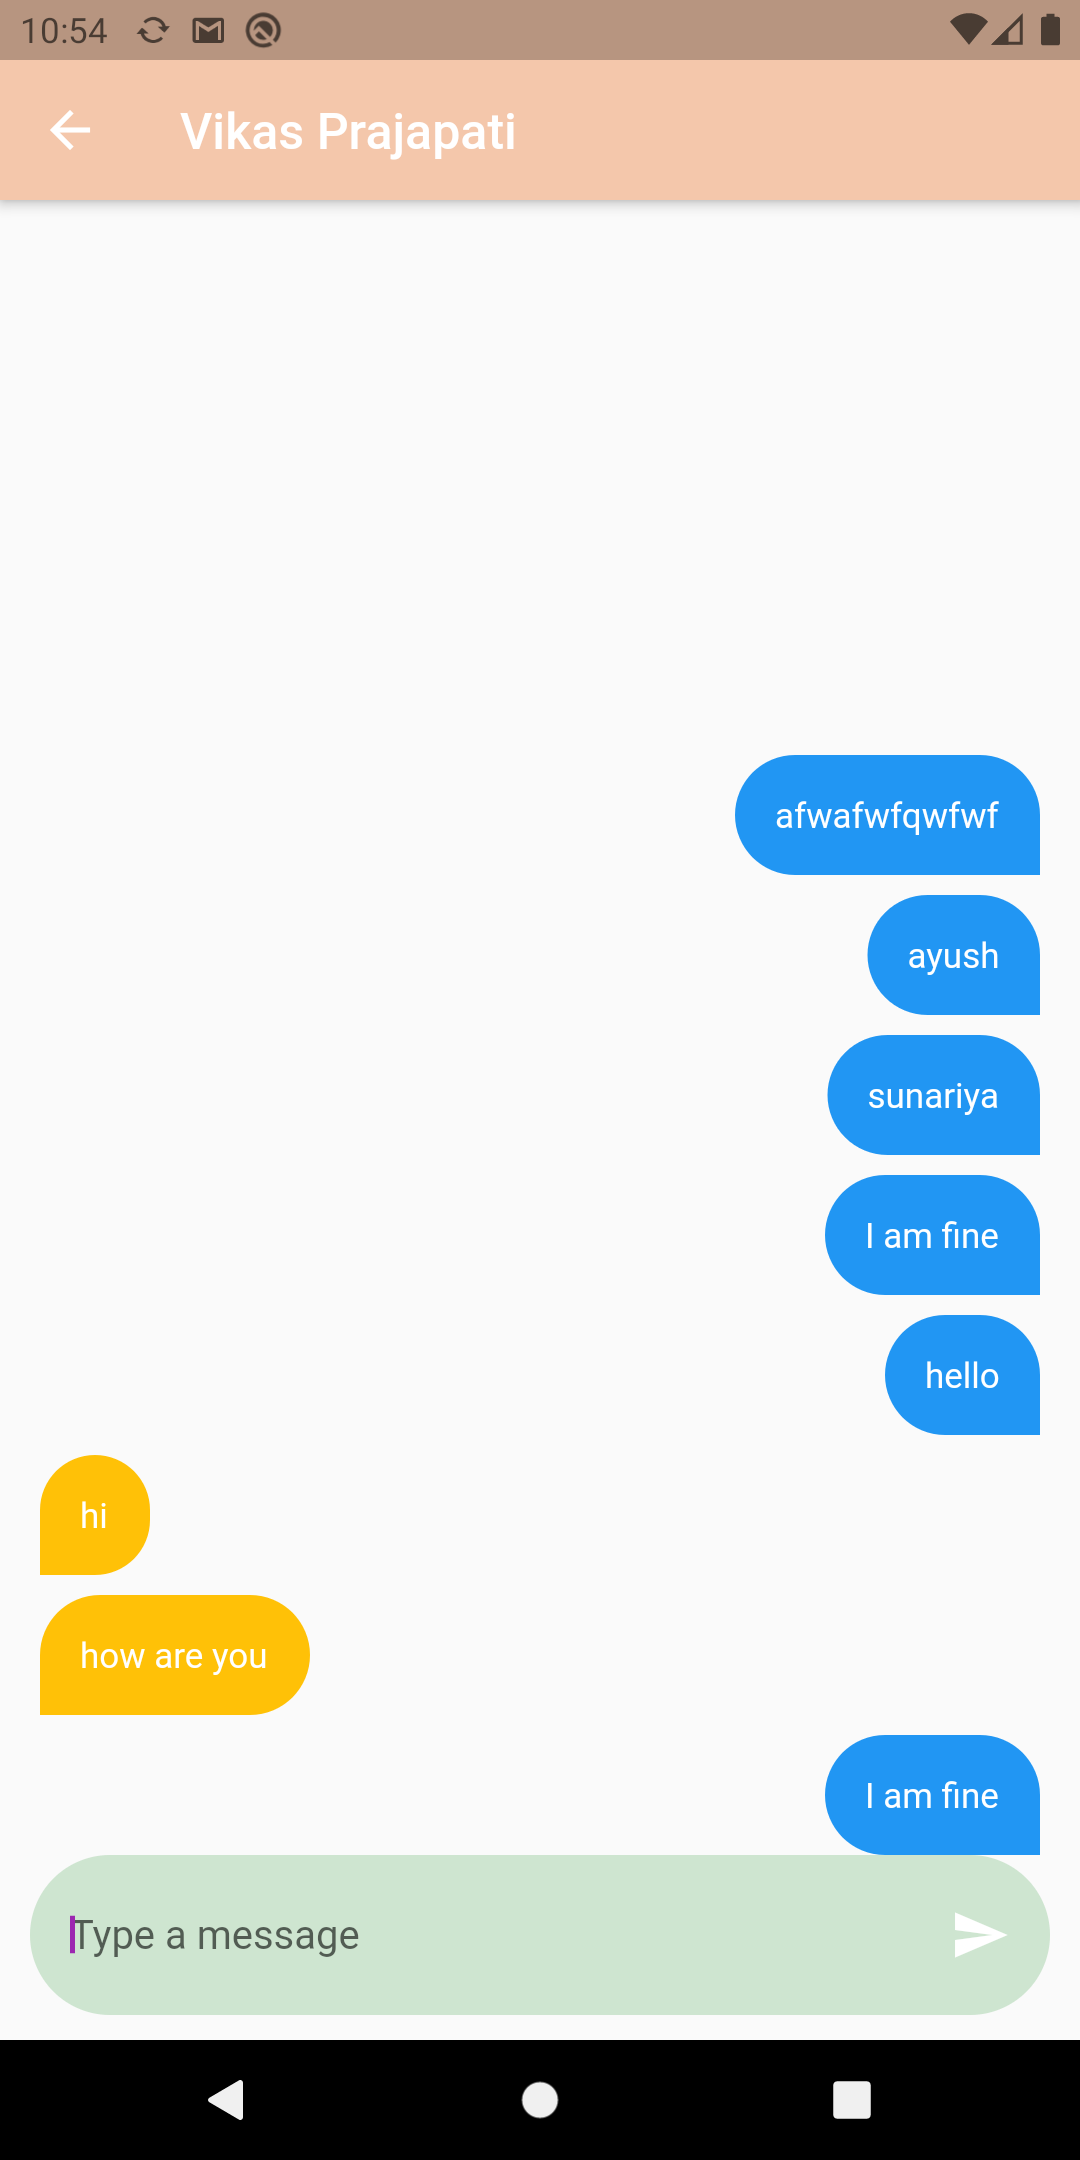 10:54
Vikas Prajapati
afwafwfqwfwf
ayush
sunariya
I am fine
hello
hi
how are you
I am fine
Type a message